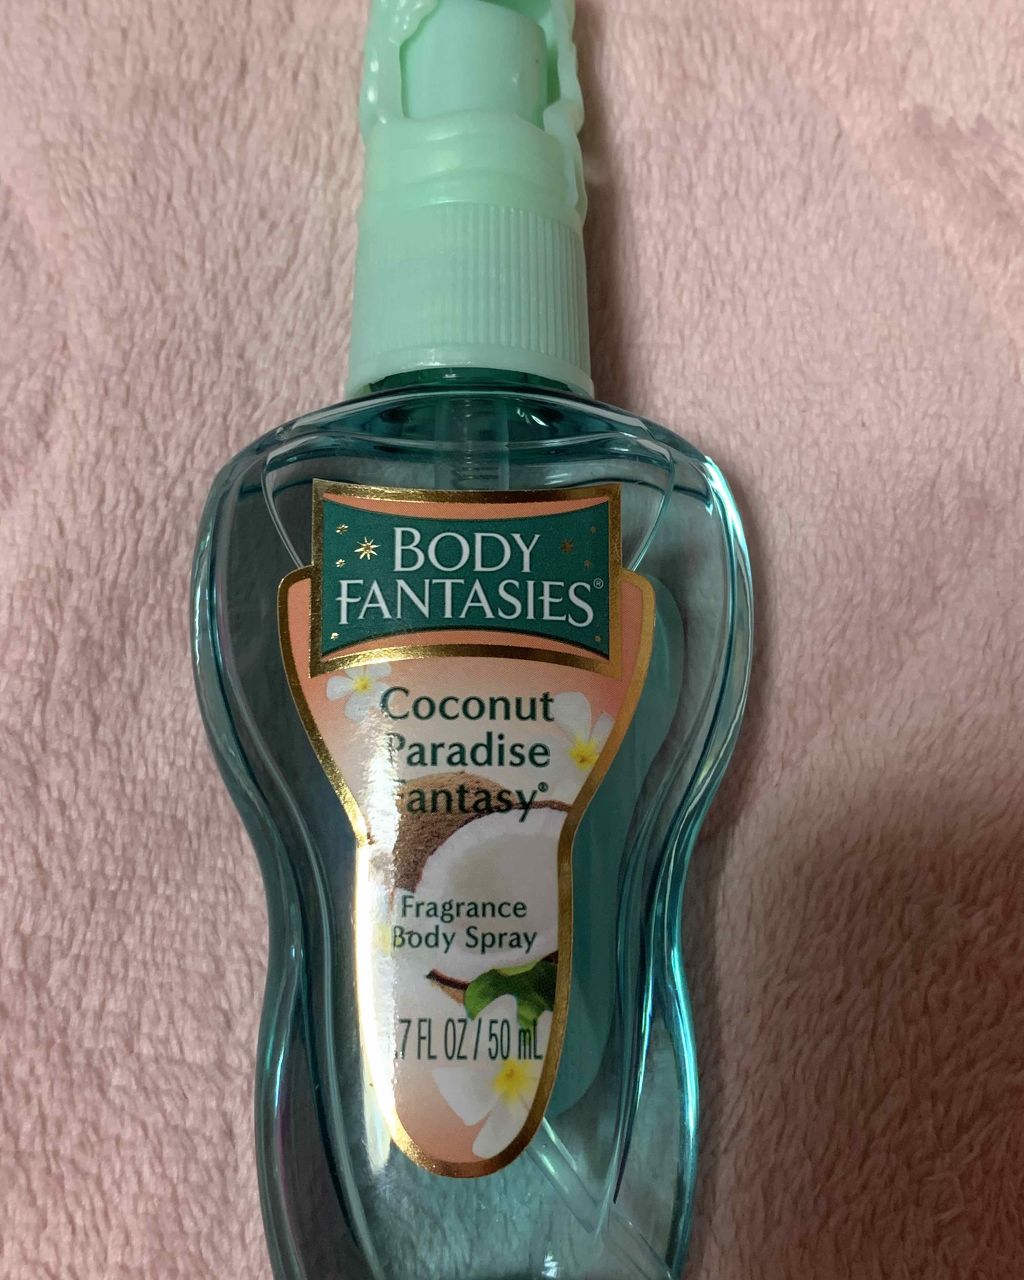 BODY
FANTASIES®
Coconut
Paradise
Fantasy®
Fragrance
Body Spray
.7 FL OZ / 50 mL